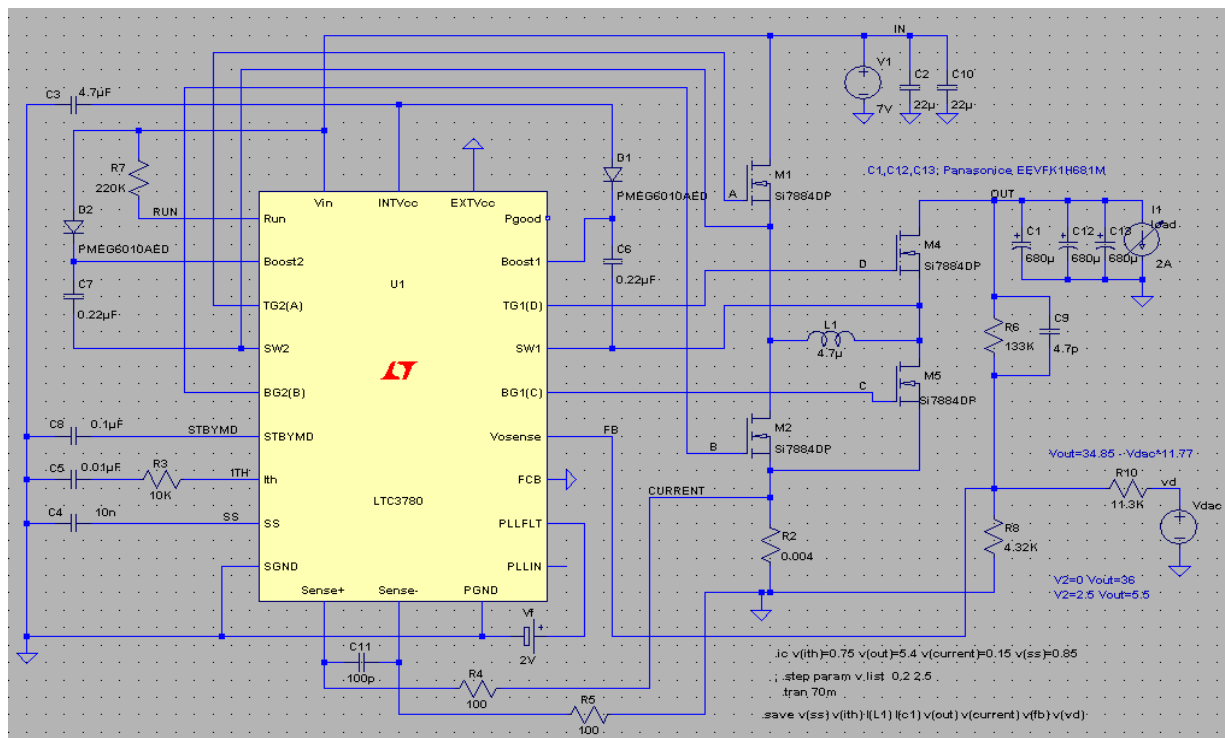 IN
C3
4.7µF
V1
7V
C2
22µ
C10
22µ
R7
220K
RUN
D2
PMEG6010AED
D1
PMEG6010AED
A
M1
Si7884DP
C1,C12,C13; Panasonice EEVFK1H681M
OUT
I1
load
2A
C1
680µ
C12
680µ
C13
680µ
Vin
INTVcc
EXTVcc
Run
Pgood
Boost2
Boost1
U1
C6
0.22µF
C7
0.22µF
TG2(A)
TG1(D)
D
M4
Si7884DP
SW2
SW1
L1
4.7µ
R6
133K
C9
4.7p
BG2(B)
BG1(C)
C
M5
Si7884DP
C8
0.1µF
STBYMD
STBYMD
Vosense
FB
B
M2
Si7884DP
Vout=34.85 - Vdac*11.77
C5
0.01µF
R3
10K
ITH
Ith
FCB
CURRENT
R10
11.3K
vd
Vdac
LTC3780
C4
10n
SS
SS
PLLFLT
R2
0.004
R8
4.32K
SGND
PLLIN
V2=0 Vout=36
V2=2.5 Vout=5.5
Sense+
Sense-
PGND
Vf
2V
C11
100p
R4
100
R5
100
.ic v(ith)=0.75 v(out)=5.4 v(current)=0.15 v(ss)=0.85
; .step param v list 0,2 2.5
.tran 70m
.save v(ss) v(ith) I(L1) I(c1) v(out) v(current) v(fb) v(vd)